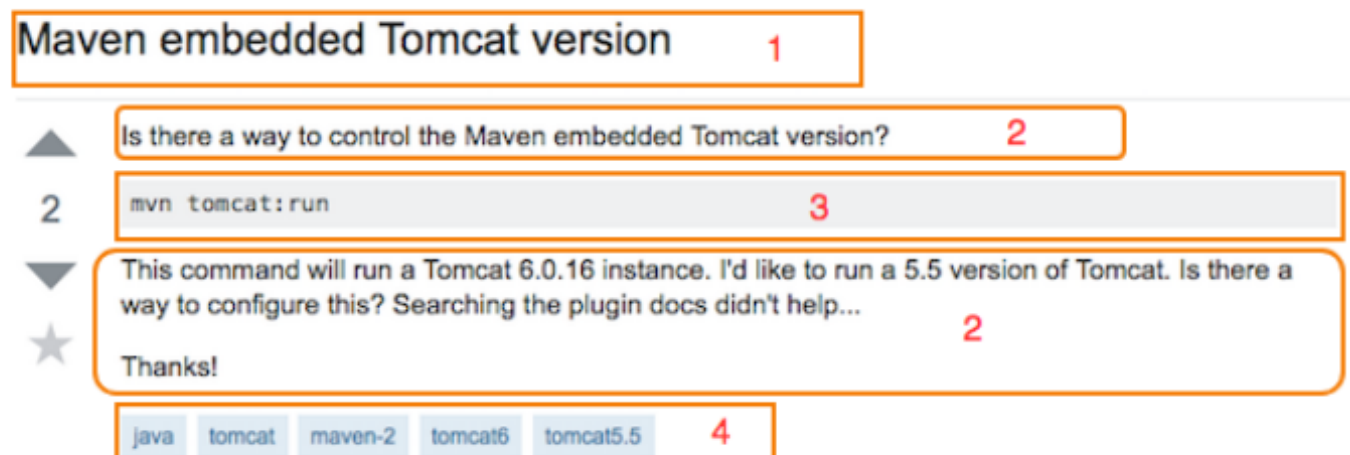 Maven embedded Tomcat version 1
Is there a way to control the Maven embedded Tomcat version? 2
2 mvn tomcat:run 3
This command will run a Tomcat 6.0.16 instance. I'd like to run a 5.5 version of Tomcat. Is there a
way to configure this? Searching the plugin docs didn't help...
2
Thanks!
java tomcat maven-2 tomcat6 tomcat5.5 4